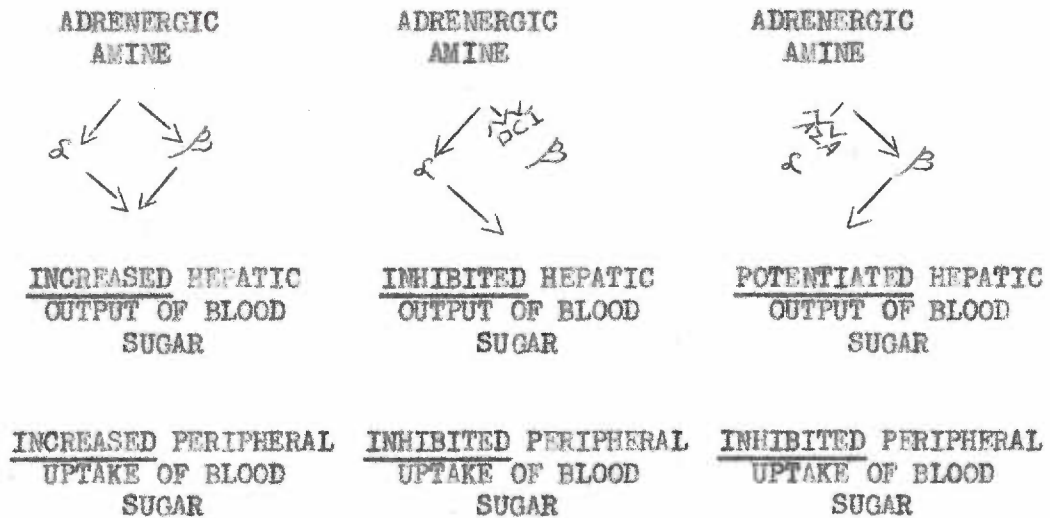 ADRENERGIC
AMINE
α β
INCREASED HEPATIC
OUTPUT OF BLOOD
SUGAR
INCREASED PERIPHERAL
UPTAKE OF BLOOD
SUGAR
ADRENERGIC
AMINE
DCI
α β
INHIBITED HEPATIC
OUTPUT OF BLOOD
SUGAR
INHIBITED PERIPHERAL
UPTAKE OF BLOOD
SUGAR
ADRENERGIC
AMINE
α β
POTENTIATED HEPATIC
OUTPUT OF BLOOD
SUGAR
INHIBITED PERIPHERAL
UPTAKE OF BLOOD
SUGAR